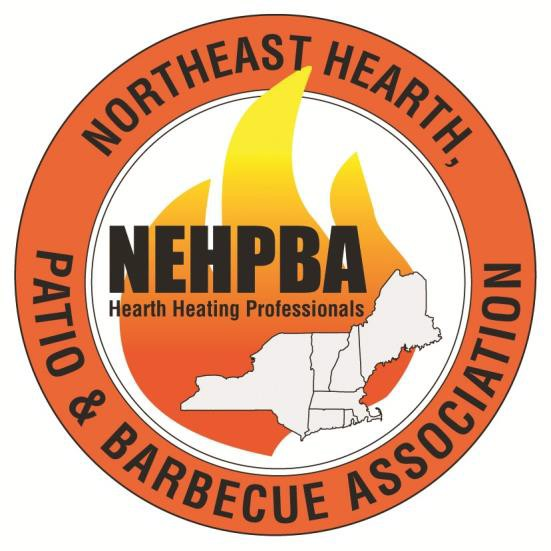 NORTHEAST HEARTH,
PATIO & BARBECUE ASSOCIATION
NEHPBA
Hearth Heating Professionals